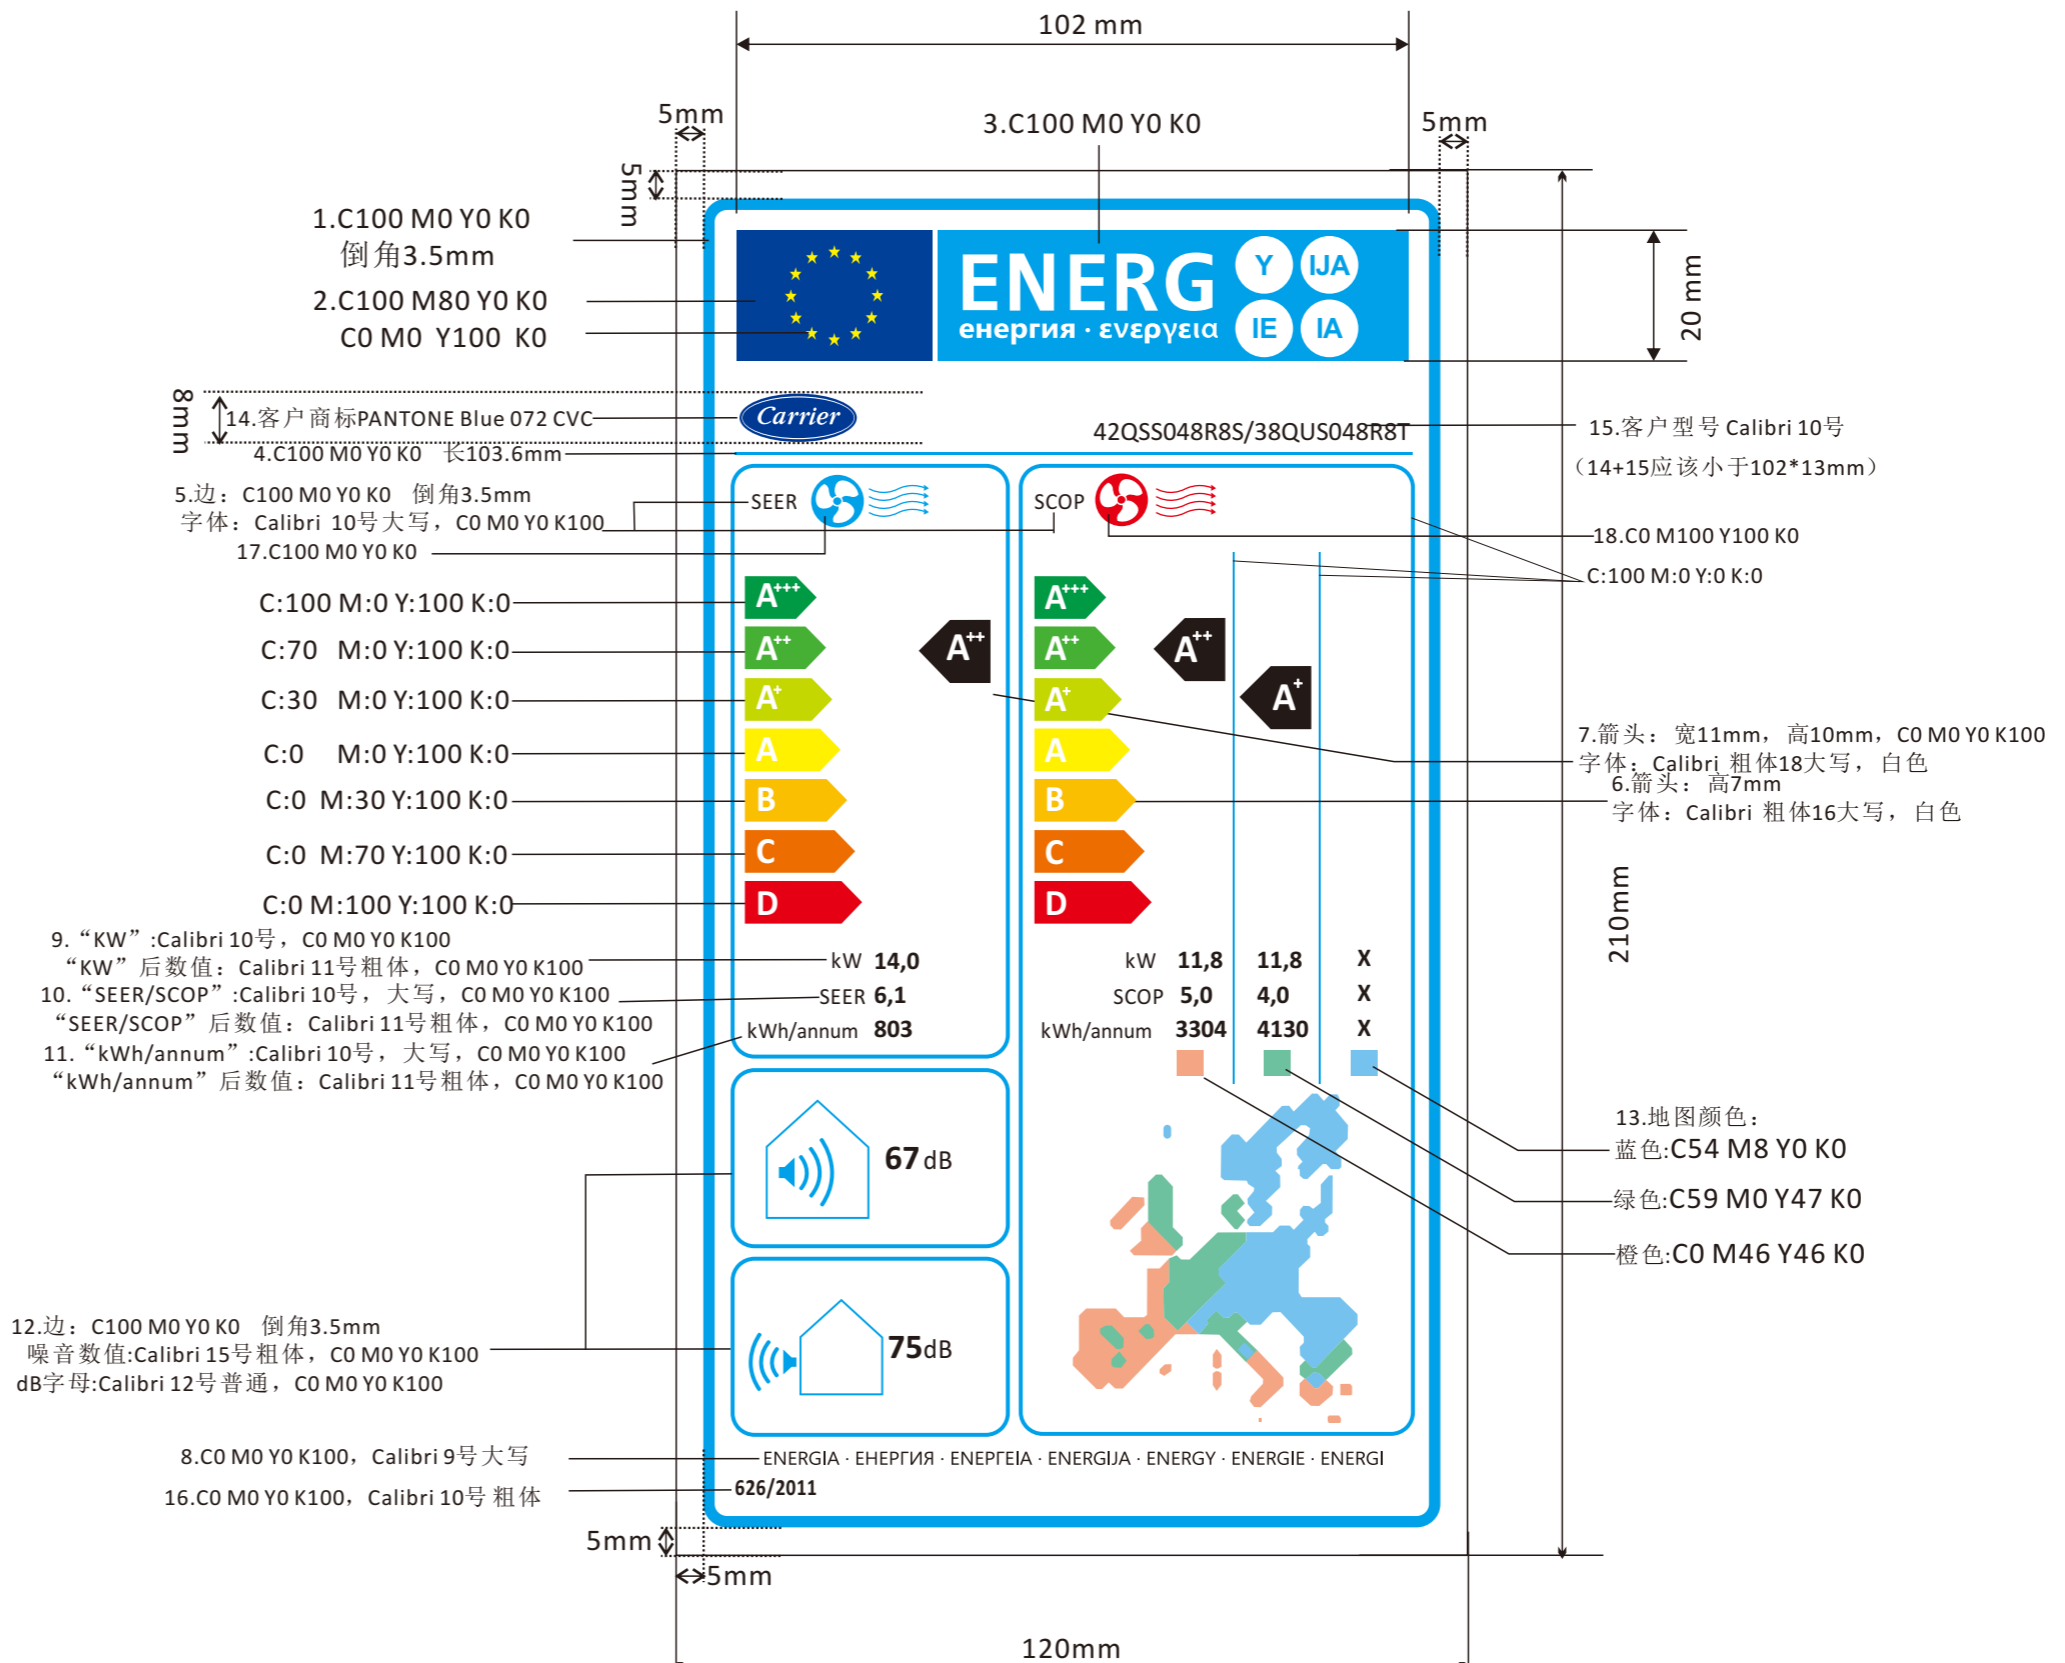 102 mm
5mm
3.C100 M0 Y0 K0
5mm
5mm
1.C100 M0 Y0 K0
倒角3.5mm
2.C100 M80 Y0 K0
C0 M0 Y100 K0
ENERG
енергия · ενεργεια
Y
IJA
IE
IA
20 mm
8mm
14.客户商标PANTONE Blue 072 CVC
Carrier
42QSS048R8S/38QUS048R8T
15.客户型号 Calibri 10号
（14+15应该小于102*13mm）
4.C100 M0 Y0 K0 长103.6mm
5.边：C100 M0 Y0 K0 倒角3.5mm
字体：Calibri 10号大写，C0 M0 Y0 K100
17.C100 M0 Y0 K0
SEER
SCOP
18.C0 M100 Y100 K0
C:100 M:0 Y:0 K:0
C:100 M:0 Y:100 K:0
C:70 M:0 Y:100 K:0
C:30 M:0 Y:100 K:0
C:0 M:0 Y:100 K:0
C:0 M:30 Y:100 K:0
C:0 M:70 Y:100 K:0
C:0 M:100 Y:100 K:0
A+++
A++
A+
A
B
C
D
A++
A+++
A++
A+
A
B
C
D
A++
A+
7.箭头：宽11mm，高10mm，C0 M0 Y0 K100
字体：Calibri 粗体18大写，白色
6.箭头：高7mm
字体：Calibri 粗体16大写，白色
210mm
9.“KW”:Calibri 10号，C0 M0 Y0 K100
“KW”后数值：Calibri 11号粗体，C0 M0 Y0 K100
10.“SEER/SCOP”:Calibri 10号，大写，C0 M0 Y0 K100
“SEER/SCOP”后数值：Calibri 11号粗体，C0 M0 Y0 K100
11.“kWh/annum”:Calibri 10号，大写，C0 M0 Y0 K100
“kWh/annum”后数值：Calibri 11号粗体，C0 M0 Y0 K100
kW 14,0
SEER 6,1
kWh/annum 803
kW 11,8 11,8 X
SCOP 5,0 4,0 X
kWh/annum 3304 4130 X
67 dB
75dB
13.地图颜色：
蓝色:C54 M8 Y0 K0
绿色:C59 M0 Y47 K0
橙色:C0 M46 Y46 K0
12.边：C100 M0 Y0 K0 倒角3.5mm
噪音数值:Calibri 15号粗体，C0 M0 Y0 K100
dB字母:Calibri 12号普通，C0 M0 Y0 K100
8.C0 M0 Y0 K100，Calibri 9号大写
ENERGIA · ЕНЕРГИЯ · ΕΝΕΡΓΕΙΑ · ENERGIJA · ENERGY · ENERGIE · ENERGI
16.C0 M0 Y0 K100，Calibri 10号 粗体
626/2011
5mm
5mm
120mm